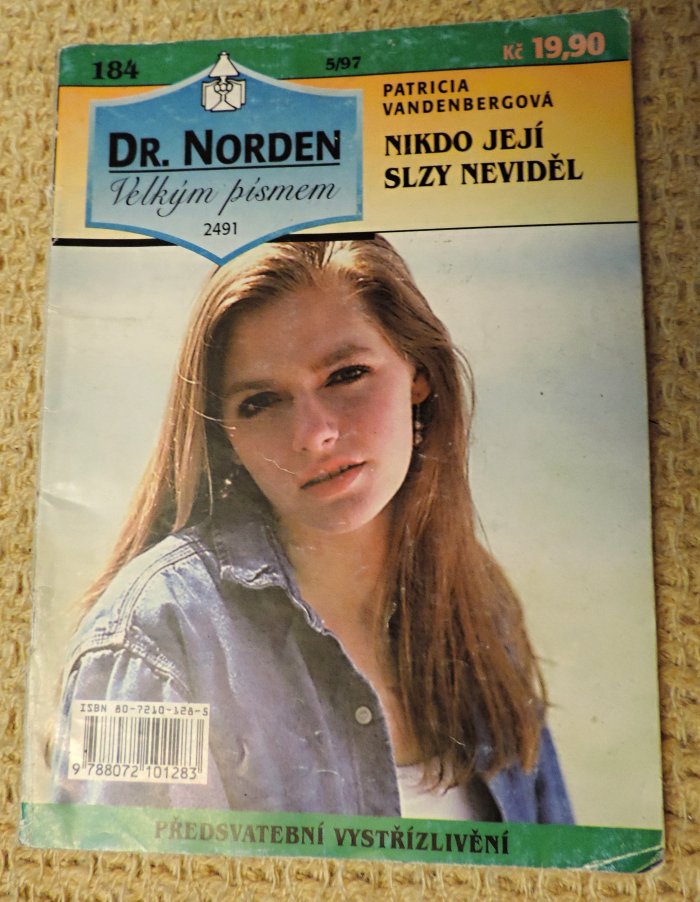 184
5/97
Kč 19,90
DR. NORDEN
Velkým písmem
2491
PATRICIA
VANDENBERGOVÁ
NIKDO JEJÍ
SLZY NEVIDĚL
ISBN 80-7210-128-5
9 788072 101283
PŘEDSVATEBNÍ VYSTŘÍZLIVĚNÍ